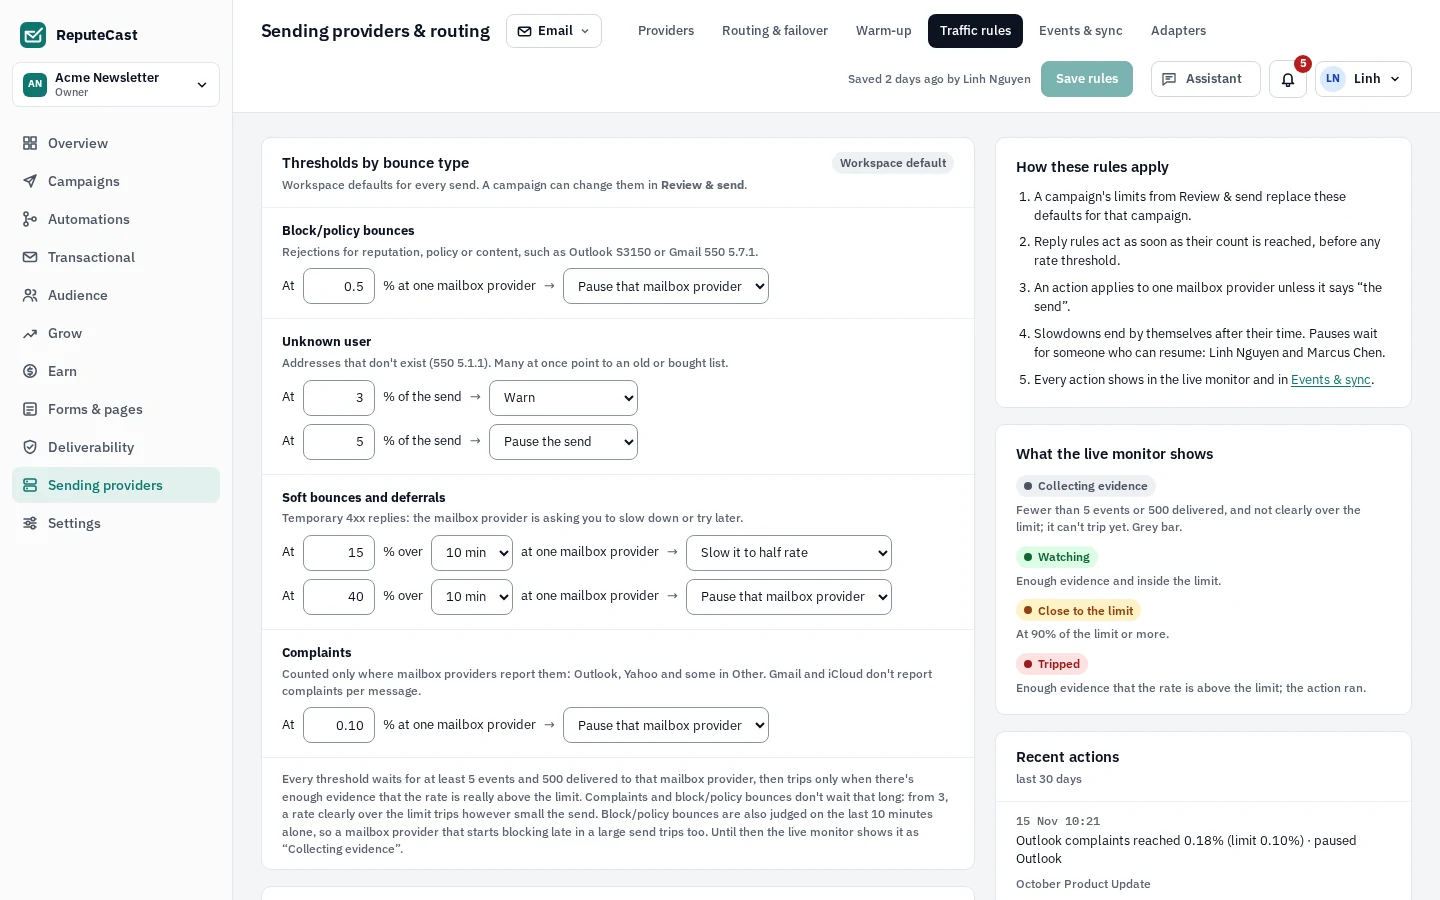 ReputeCast
AN
Acme Newsletter
Owner
Overview
Campaigns
Automations
Transactional
Audience
Grow
Earn
Forms & pages
Deliverability
Sending providers
Settings
Sending providers & routing
Email
Providers
Routing & failover
Warm-up
Traffic rules
Events & sync
Adapters
Saved 2 days ago by Linh Nguyen
Save rules
Assistant
5
LN
Linh
Thresholds by bounce type
Workspace default
Workspace defaults for every send. A campaign can change them in Review & send.
Block/policy bounces
Rejections for reputation, policy or content, such as Outlook S3150 or Gmail 550 5.7.1.
At 0.5 % at one mailbox provider → Pause that mailbox provider
Unknown user
Addresses that don't exist (550 5.1.1). Many at once point to an old or bought list.
At 3 % of the send → Warn
At 5 % of the send → Pause the send
Soft bounces and deferrals
Temporary 4xx replies: the mailbox provider is asking you to slow down or try later.
At 15 % over 10 min at one mailbox provider → Slow it to half rate
At 40 % over 10 min at one mailbox provider → Pause that mailbox provider
Complaints
Counted only where mailbox providers report them: Outlook, Yahoo and some in Other. Gmail and iCloud don't report
complaints per message.
At 0.10 % at one mailbox provider → Pause that mailbox provider
Every threshold waits for at least 5 events and 500 delivered to that mailbox provider, then trips only when there's
enough evidence that the rate is really above the limit. Complaints and block/policy bounces don't wait that long: from 3,
a rate clearly over the limit trips however small the send. Block/policy bounces are also judged on the last 10 minutes
alone, so a mailbox provider that starts blocking late in a large send trips too. Until then the live monitor shows it as
“Collecting evidence”.
How these rules apply
1. A campaign's limits from Review & send replace these
defaults for that campaign.
2. Reply rules act as soon as their count is reached, before any
rate threshold.
3. An action applies to one mailbox provider unless it says “the
send”.
4. Slowdowns end by themselves after their time. Pauses wait
for someone who can resume: Linh Nguyen and Marcus Chen.
5. Every action shows in the live monitor and in Events & sync.
What the live monitor shows
Collecting evidence
Fewer than 5 events or 500 delivered, and not clearly over the
limit; it can't trip yet. Grey bar.
Watching
Enough evidence and inside the limit.
Close to the limit
At 90% of the limit or more.
Tripped
Enough evidence that the rate is above the limit; the action ran.
Recent actions
last 30 days
15 Nov 10:21
Outlook complaints reached 0.18% (limit 0.10%) · paused
Outlook
October Product Update